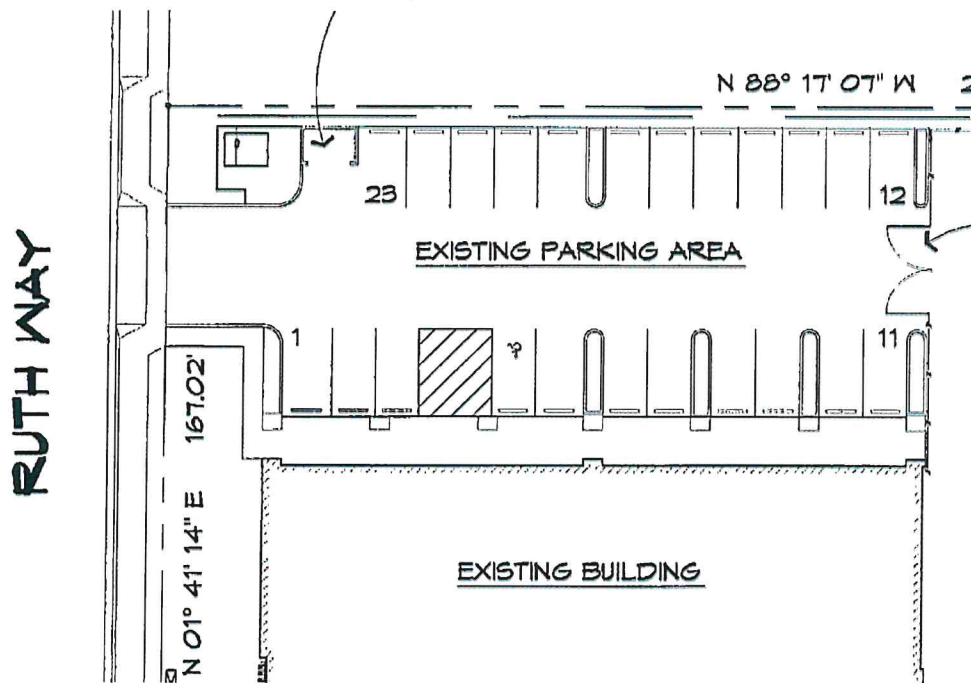 N 88° 17' 07" W
23
12
EXISTING PARKING AREA
RUTH WAY
1
11
167.02'
N 01° 41' 14" E
EXISTING BUILDING